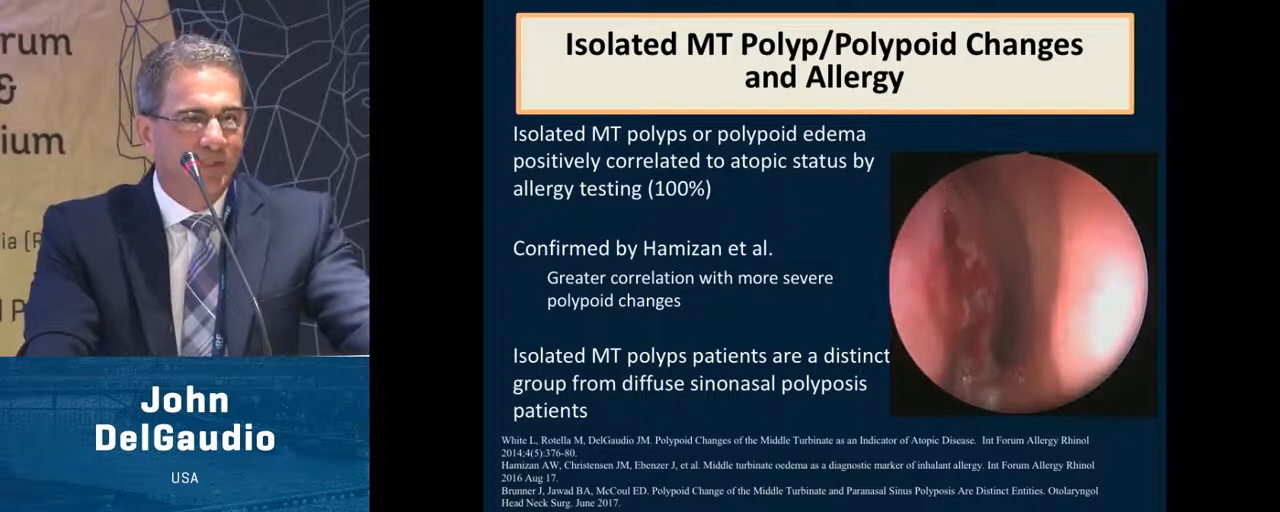 rum
&
ium
ia (R
P
IRF
John
DelGaudio
USA
Isolated MT Polyp/Polypoid Changes
and Allergy
Isolated MT polyps or polypoid edema
positively correlated to atopic status by
allergy testing (100%)
Confirmed by Hamizan et al.
Greater correlation with more severe
polypoid changes
Isolated MT polyps patients are a distinct
group from diffuse sinonasal polyposis
patients
White L, Rotella M, DelGaudio JM. Polypoid Changes of the Middle Turbinate as an Indicator of Atopic Disease. Int Forum Allergy Rhinol
2014;4(5):376-80.
Hamizan AW, Christensen JM, Ebenzer J, et al. Middle turbinate oedema as a diagnostic marker of inhalant allergy. Int Forum Allergy Rhinol
2016 Aug 17.
Brunner J, Jawad BA, McCoul ED. Polypoid Change of the Middle Turbinate and Paranasal Sinus Polyposis Are Distinct Entities. Otolaryngol
Head Neck Surg. June 2017.